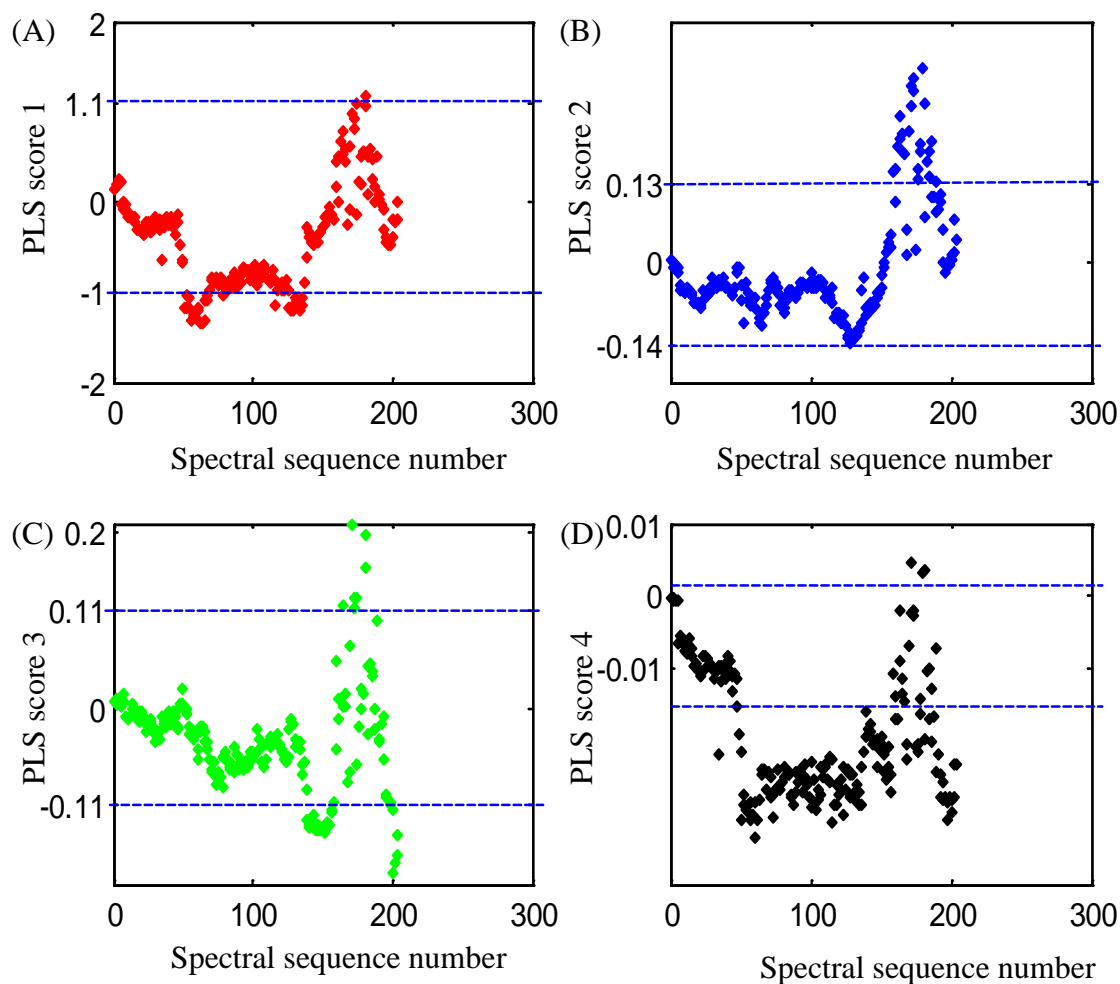 (A)
2
1.1
0
-1
-2
PLS score 1
0
100
200
300
Spectral sequence number
(B)
0.13
0
-0.14
PLS score 2
0
100
200
300
Spectral sequence number
(C)
0.2
0.11
0
-0.11
PLS score 3
0
100
200
300
Spectral sequence number
(D)
0.01
0
-0.01
PLS score 4
0
100
200
300
Spectral sequence number